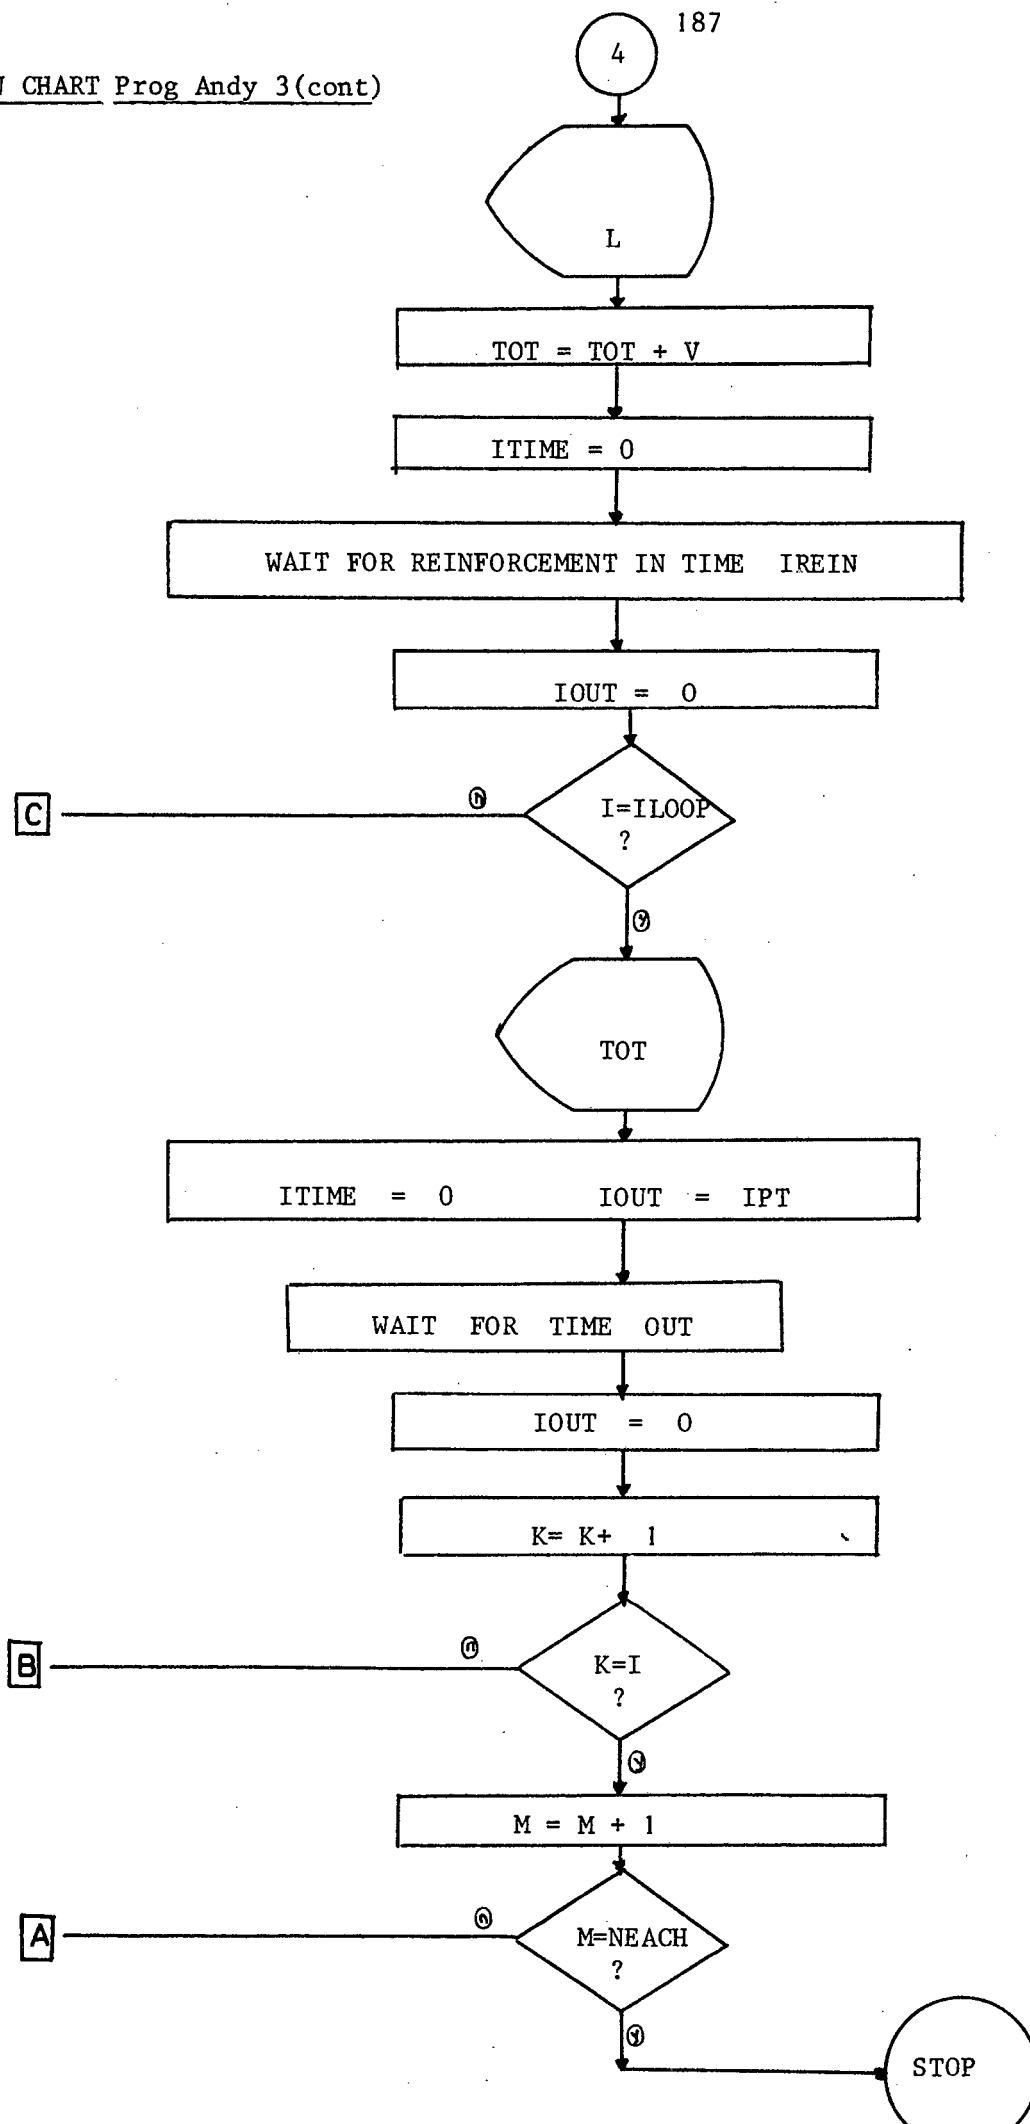 187
4
CHART Prog Andy 3(cont)
L
TOT = TOT + V
ITIME = 0
WAIT FOR REINFORCEMENT IN TIME IREIN
IOUT = 0
C
n
I=ILOOP
?
y
TOT
ITIME = 0 IOUT = IPT
WAIT FOR TIME OUT
IOUT = 0
K= K+ 1
B
n
K=I
?
y
M = M + 1
A
n
M=NEACH
?
y
STOP